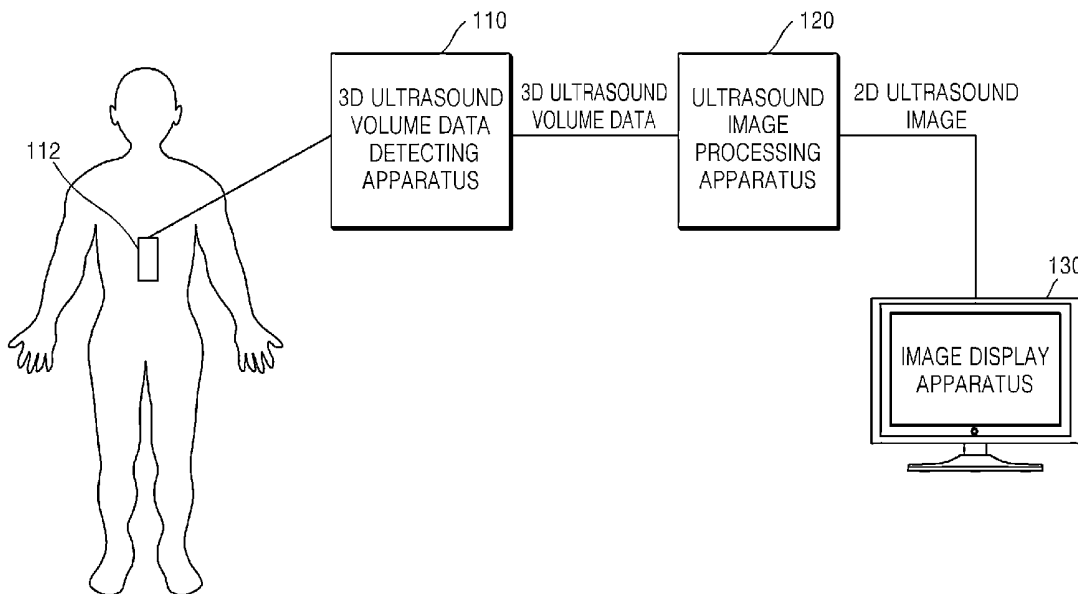 110
120
3D ULTRASOUND
VOLUME DATA
DETECTING
APPARATUS
3D ULTRASOUND
VOLUME DATA
ULTRASOUND
IMAGE
PROCESSING
APPARATUS
2D ULTRASOUND
IMAGE
112
130
IMAGE DISPLAY
APPARATUS